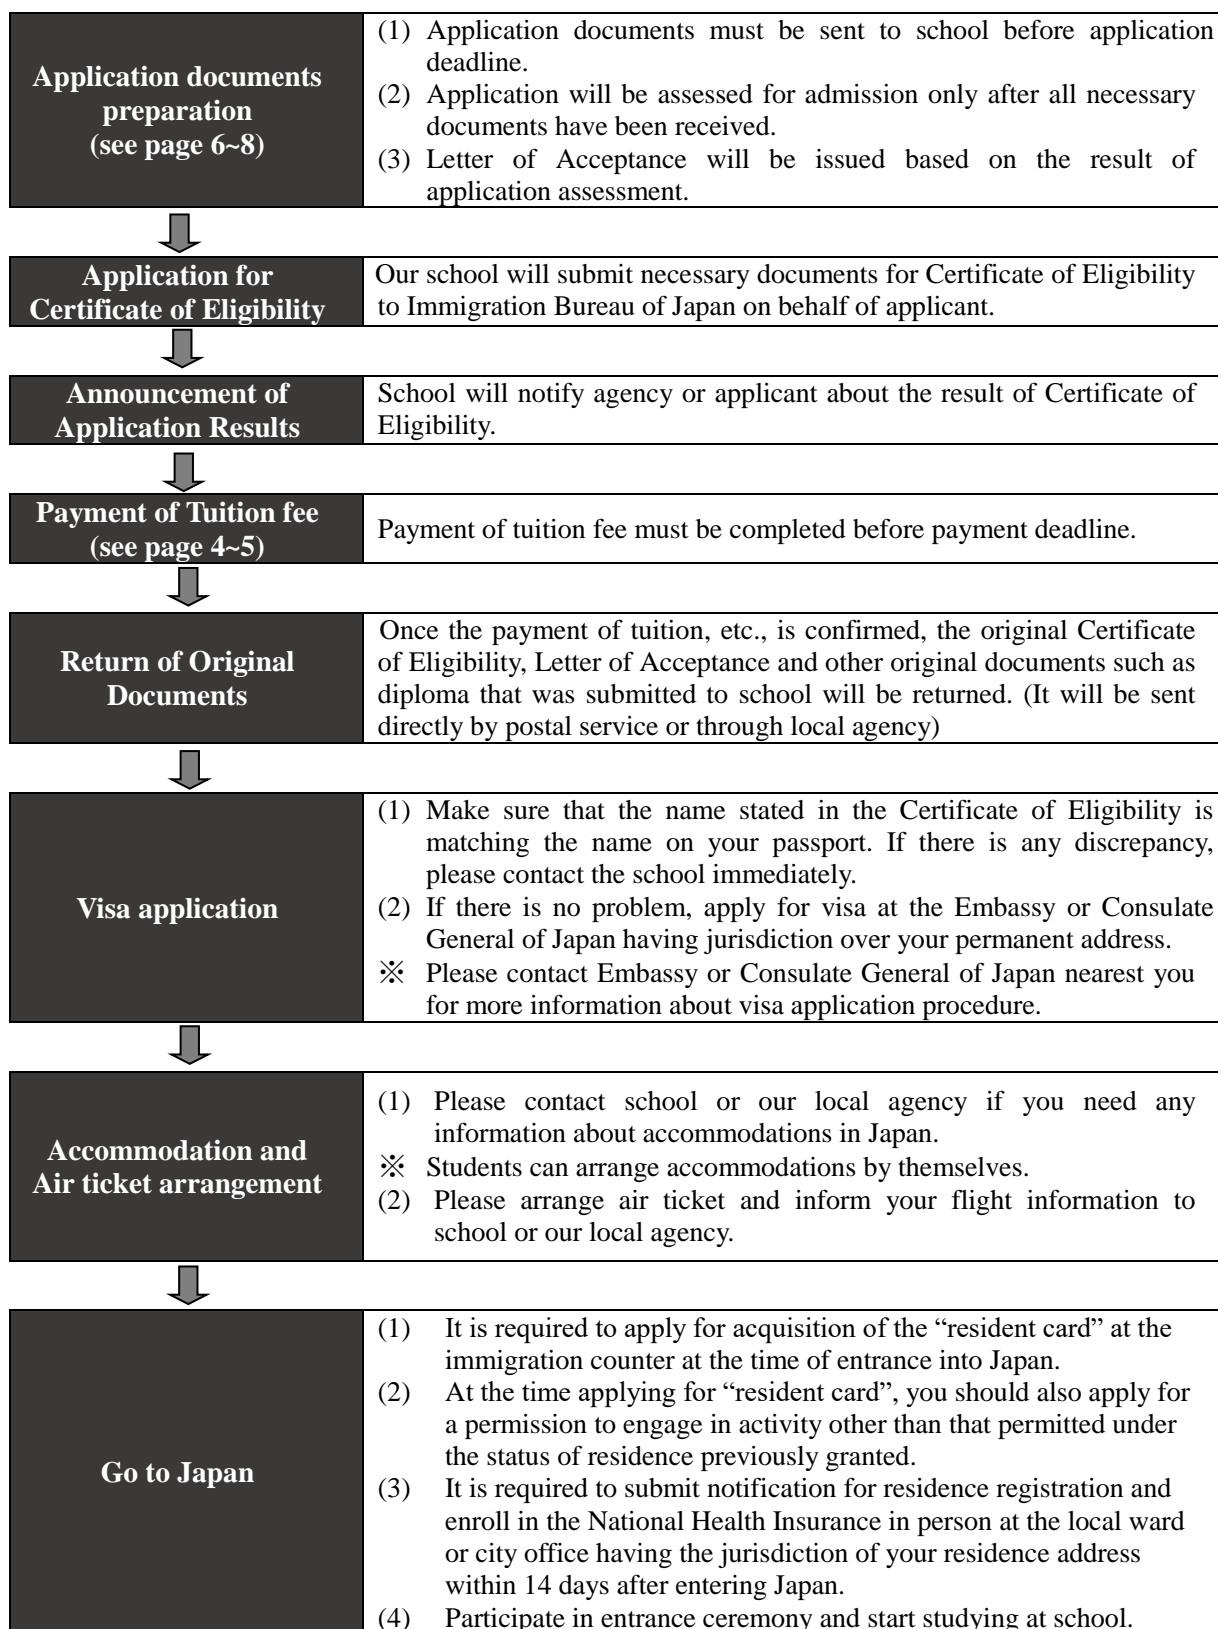 Application documents
preparation
(see page 6~8)
(1) Application documents must be sent to school before application
deadline.
(2) Application will be assessed for admission only after all necessary
documents have been received.
(3) Letter of Acceptance will be issued based on the result of
application assessment.
Application for
Certificate of Eligibility
Our school will submit necessary documents for Certificate of Eligibility
to Immigration Bureau of Japan on behalf of applicant.
Announcement of
Application Results
School will notify agency or applicant about the result of Certificate of
Eligibility.
Payment of Tuition fee
(see page 4~5)
Payment of tuition fee must be completed before payment deadline.
Return of Original
Documents
Once the payment of tuition, etc., is confirmed, the original Certificate
of Eligibility, Letter of Acceptance and other original documents such as
diploma that was submitted to school will be returned. (It will be sent
directly by postal service or through local agency)
Visa application
(1) Make sure that the name stated in the Certificate of Eligibility is
matching the name on your passport. If there is any discrepancy,
please contact the school immediately.
(2) If there is no problem, apply for visa at the Embassy or Consulate
General of Japan having jurisdiction over your permanent address.
※ Please contact Embassy or Consulate General of Japan nearest you
for more information about visa application procedure.
Accommodation and
Air ticket arrangement
(1) Please contact school or our local agency if you need any
information about accommodations in Japan.
※ Students can arrange accommodations by themselves.
(2) Please arrange air ticket and inform your flight information to
school or our local agency.
Go to Japan
(1) It is required to apply for acquisition of the “resident card” at the
immigration counter at the time of entrance into Japan.
(2) At the time applying for “resident card”, you should also apply for
a permission to engage in activity other than that permitted under
the status of residence previously granted.
(3) It is required to submit notification for residence registration and
enroll in the National Health Insurance in person at the local ward
or city office having the jurisdiction of your residence address
within 14 days after entering Japan.
(4) Participate in entrance ceremony and start studying at school.